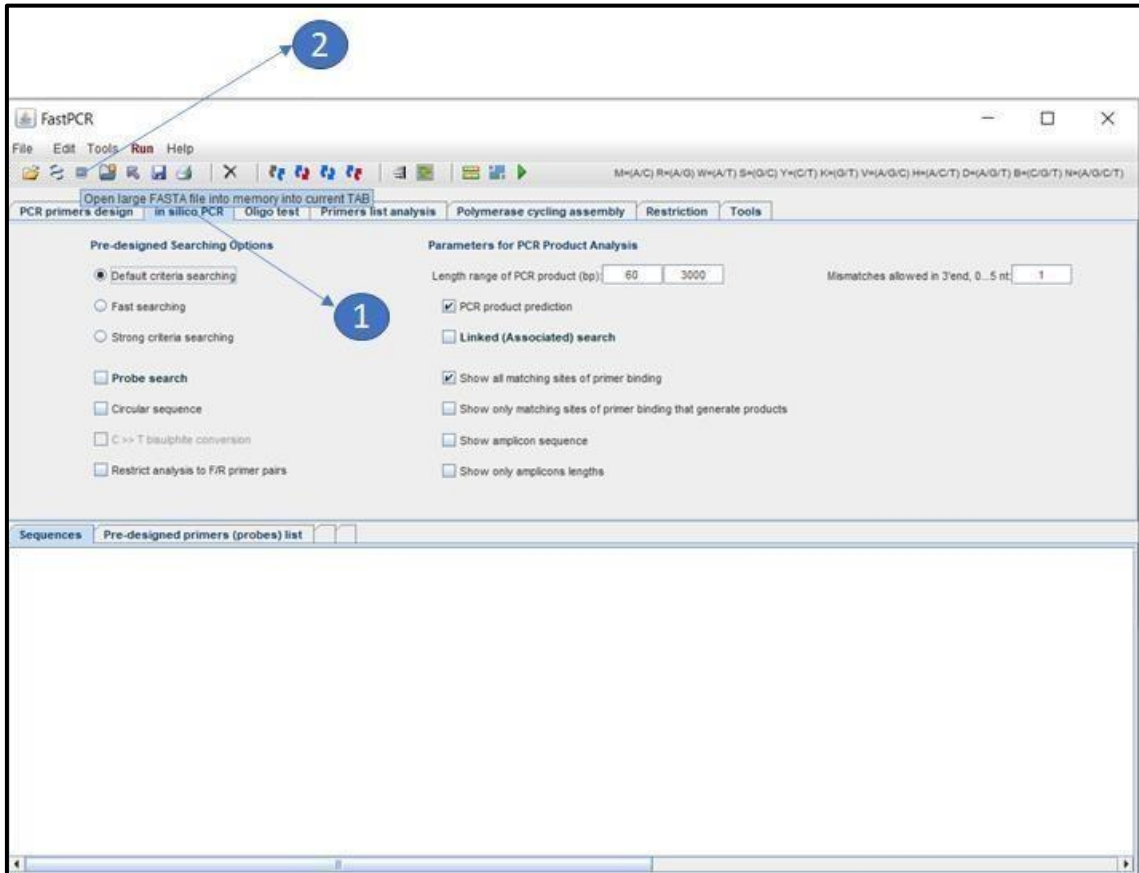 2
FastPCR
File Edit Tools Run Help
M=(A/C) R=(A/G) W=(A/T) S=(G/C) Y=(C/T) K=(G/T) V=(A/G/C) H=(A/C/T) D=(A/G/T) B=(C/G/T) N=(A/G/C/T)
Open large FASTA file into memory into current TAB
PCR primers design in silico PCR Oligo test Primers list analysis Polymerase cycling assembly Restriction Tools
Pre-designed Searching Options Parameters for PCR Product Analysis
Default criteria searching Length range of PCR product (bp): 60 3000 Mismatches allowed in 3'end, 0...5 nt: 1
Fast searching 1 PCR product prediction
Strong criteria searching Linked (Associated) search
Probe search Show all matching sites of primer binding
Circular sequence Show only matching sites of primer binding that generate products
C >> T bisulphite conversion Show amplicon sequence
Restrict analysis to F/R primer pairs Show only amplicons lengths
Sequences Pre-designed primers (probes) list